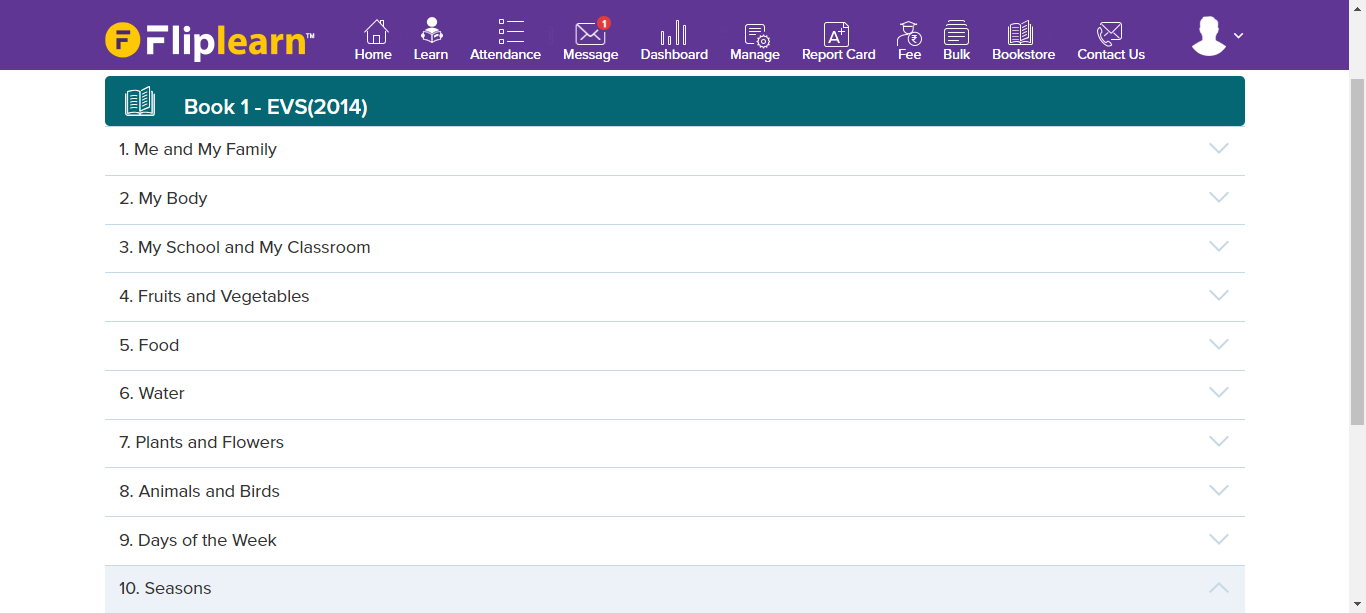 Fliplearn™
1
Home Learn Attendance Message Dashboard Manage Report Card Fee Bulk Bookstore Contact Us
Book 1 - EVS(2014)
1. Me and My Family
2. My Body
3. My School and My Classroom
4. Fruits and Vegetables
5. Food
6. Water
7. Plants and Flowers
8. Animals and Birds
9. Days of the Week
10. Seasons